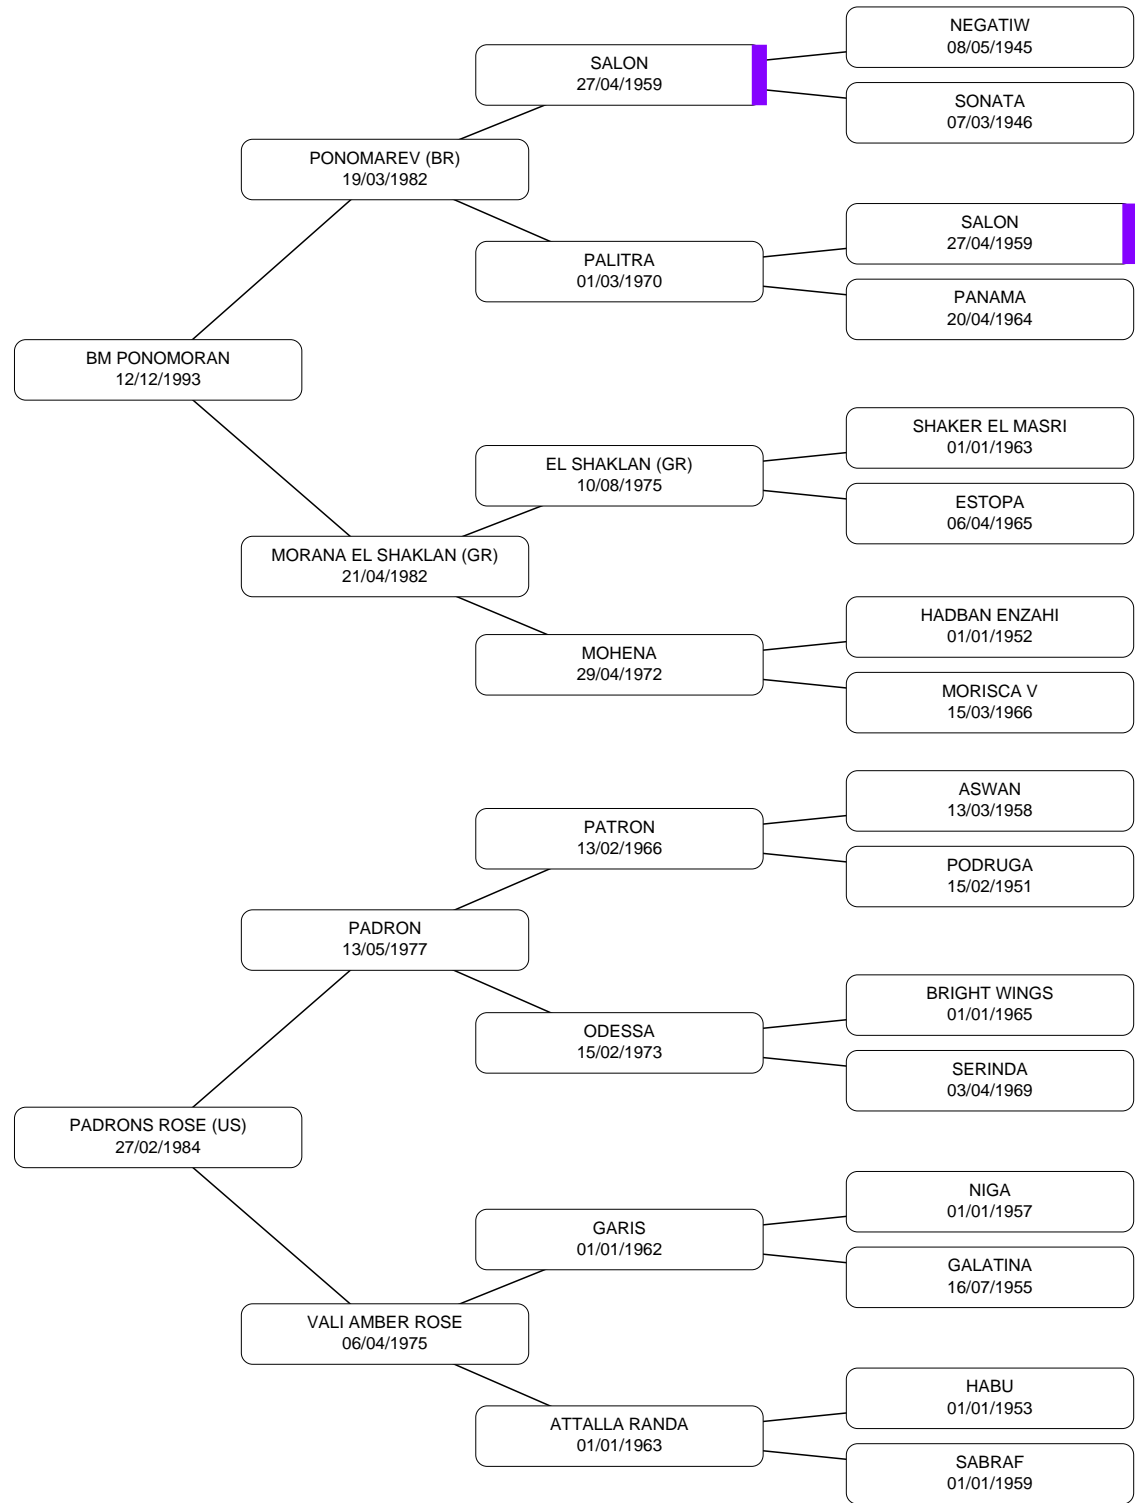 NEGATIW
08/05/1945
SALON
27/04/1959
SONATA
07/03/1946
PONOMAREV (BR)
19/03/1982
SALON
27/04/1959
PALITRA
01/03/1970
PANAMA
20/04/1964
BM PONOMORAN
12/12/1993
SHAKER EL MASRI
01/01/1963
EL SHAKLAN (GR)
10/08/1975
ESTOPA
06/04/1965
MORANA EL SHAKLAN (GR)
21/04/1982
HADBAN ENZAHI
01/01/1952
MOHENA
29/04/1972
MORISCA V
15/03/1966
ASWAN
13/03/1958
PATRON
13/02/1966
PODRUGA
15/02/1951
PADRON
13/05/1977
BRIGHT WINGS
01/01/1965
ODESSA
15/02/1973
SERINDA
03/04/1969
PADRONS ROSE (US)
27/02/1984
NIGA
01/01/1957
GARIS
01/01/1962
GALATINA
16/07/1955
VALI AMBER ROSE
06/04/1975
HABU
01/01/1953
ATTALLA RANDA
01/01/1963
SABRAF
01/01/1959